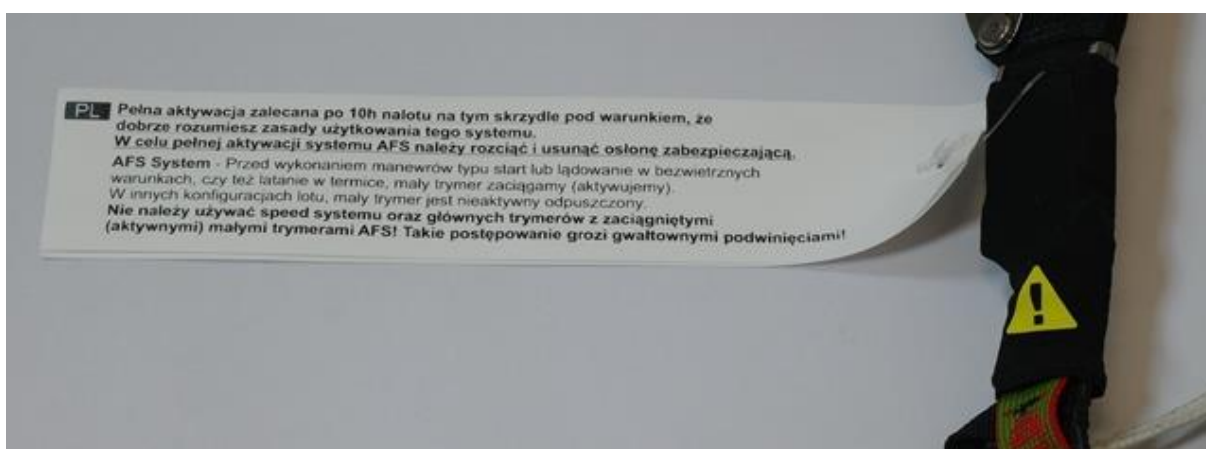 PL Pełna aktywacja zalecana po 10h nalotu na tym skrzydle pod warunkiem, że
dobrze rozumiesz zasady użytkowania tego systemu.
W celu pełnej aktywacji systemu AFS należy rozciąć i usunąć osłonę zabezpieczającą.
AFS System - Przed wykonaniem manewrów typu start lub lądowanie w bezwietrznych
warunkach, czy też latanie w termice, mały trymer zaciągamy (aktywujemy).
W innych konfiguracjach lotu, mały trymer jest nieaktywny odpuszczony.
Nie należy używać speed systemu oraz głównych trymerów z zaciągniętymi
(aktywnymi) małymi trymerami AFS! Takie postępowanie grozi gwałtownymi podwinięciami!
!